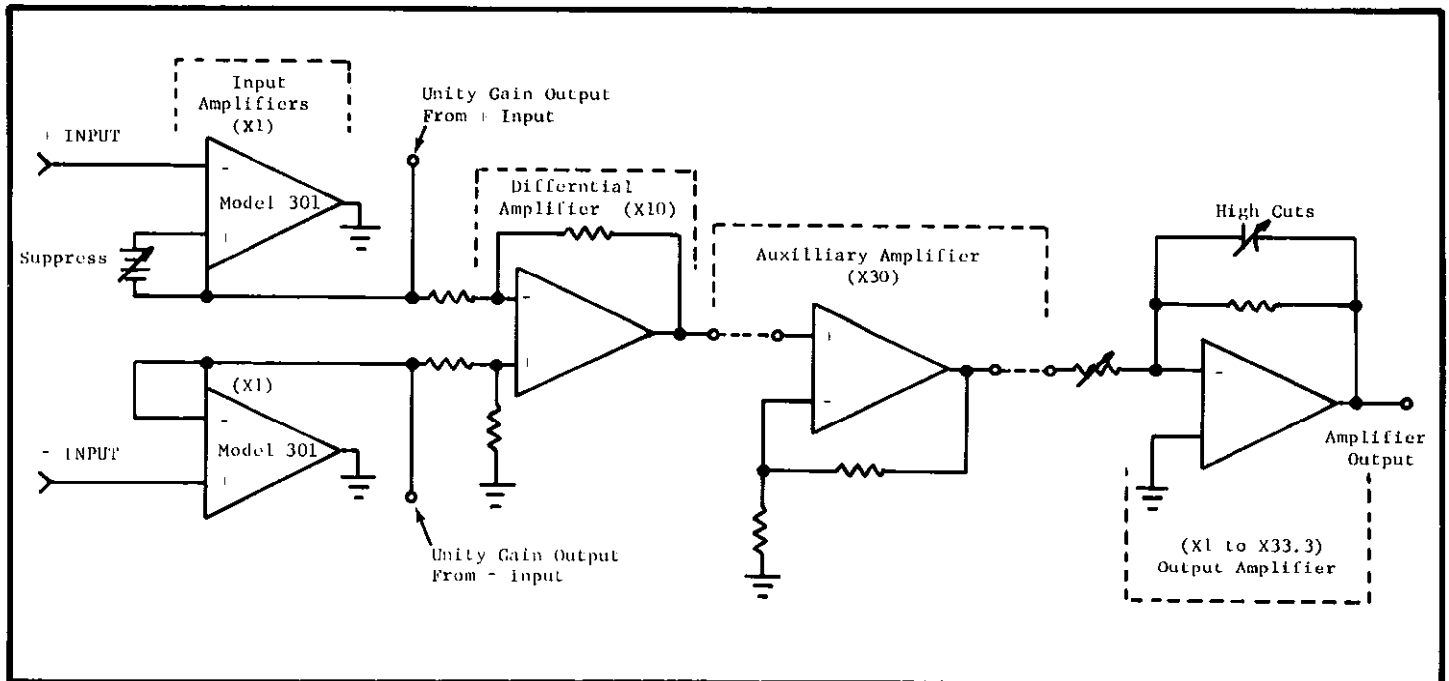 Input
Amplifiers
(X1)
+ INPUT
-
Model 301
+
Suppress
Unity Gain Output
From + Input
Differntial
Amplifier (X10)
-
+
Auxilliary Amplifier
(X30)
+
-
High Cuts
-
Amplifier
Output
(X1)
-
Model 301
+
- INPUT
Unity Gain Output
From - Input
(X1 to X33.3)
Output Amplifier